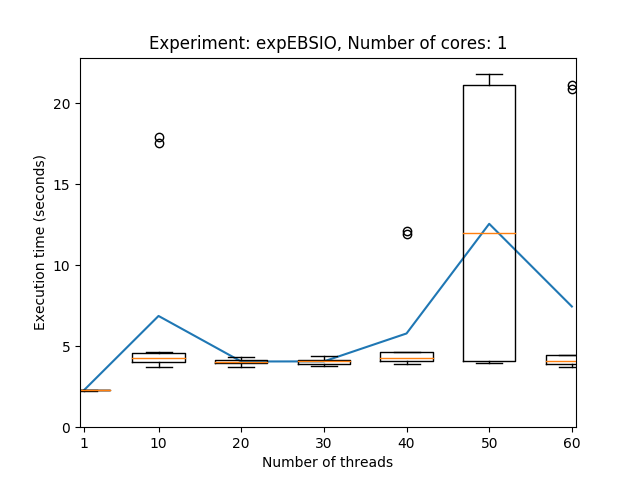 Experiment: expEBSIO, Number of cores: 1
20
15
10
5
0
Execution time (seconds)
1 10 20 30 40 50 60
Number of threads